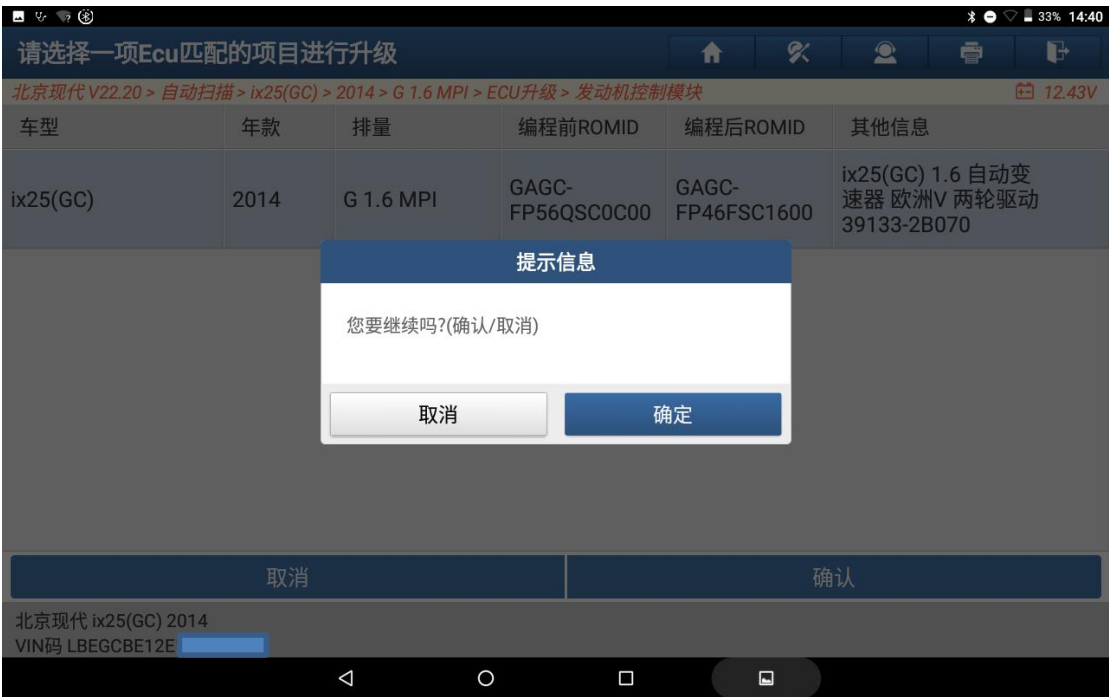 33% 14:40
请选择一项Ecu匹配的项目进行升级
北京现代 V22.20 > 自动扫描 > ix25(GC) > 2014 > G 1.6 MPI > ECU升级 > 发动机控制模块
12.43V
车型 年款 排量 编程前ROMID 编程后ROMID 其他信息
ix25(GC) 2014 G 1.6 MPI
GAGC-
FP56QSC0C00
GAGC-
FP46FSC1600
ix25(GC) 1.6 自动变
速器 欧洲V 两轮驱动
39133-2B070
提示信息
您要继续吗?(确认/取消)
取消 确定
取消 确认
北京现代 ix25(GC) 2014
VIN码 LBEGCBE12E